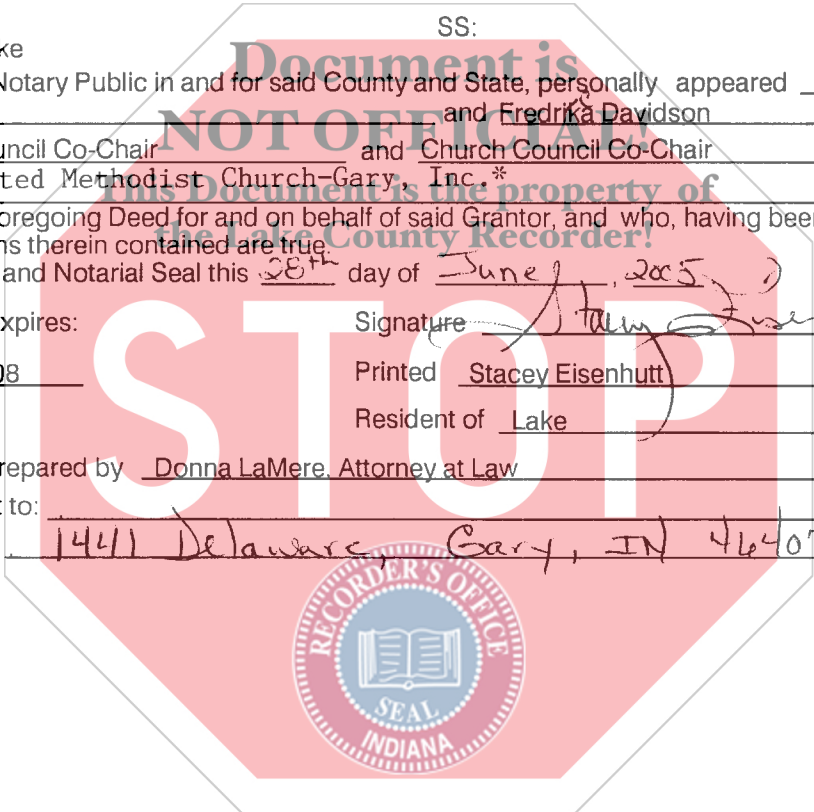 SS:
ke
Notary Public in and for said County and State, personally appeared
and Fredrika Davidson
uncil Co-Chair and Church Council Co-Chair
ted Methodist Church-Gary, Inc.*
oregoing Deed for and on behalf of said Grantor, and who, having been
ns therein contained are true.
and Notarial Seal this 28th day of June, 2005
xpires: Signature
08 Printed Stacey Eisenhutt
Resident of Lake
repared by Donna LaMere, Attorney at Law
to:
1441 Delaware, Gary, IN 46407
Document is
NOT OFFICIAL!
This Document is the property of
the Lake County Recorder!
STOP
RECORDER'S OFFICE
SEAL
INDIANA